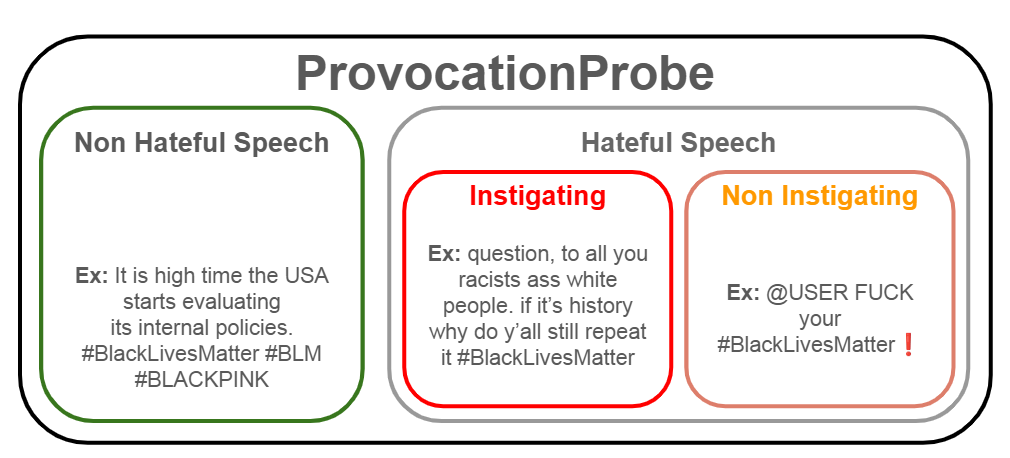 ProvocationProbe
Non Hateful Speech
Ex: It is high time the USA
starts evaluating
its internal policies.
#BlackLivesMatter #BLM
#BLACKPINK
Hateful Speech
Instigating
Ex: question, to all you
racists ass white
people. if it’s history
why do y’all still repeat
it #BlackLivesMatter
Non Instigating
Ex: @USER FUCK
your
#BlackLivesMatter❗